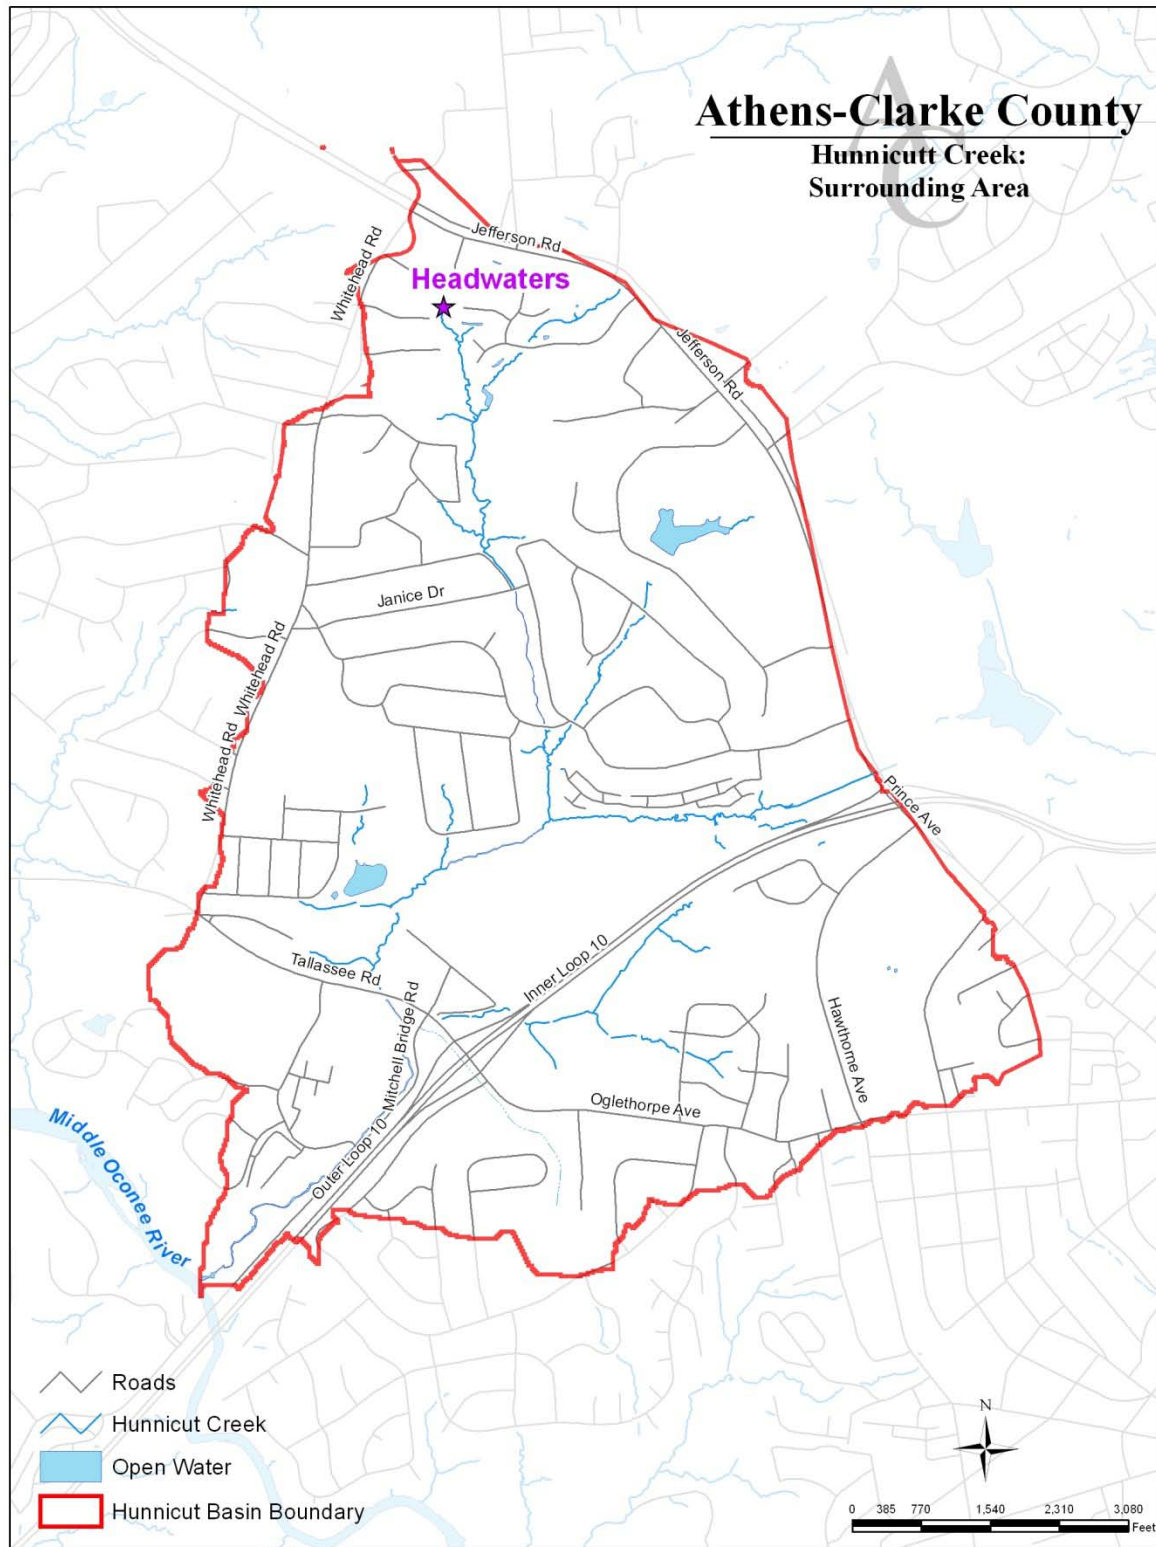 AC
Athens-Clarke County
Hunnicutt Creek:
Surrounding Area
Jefferson Rd
Whitehead Rd
Headwaters
Jefferson Rd
Janice Dr
Whitehead Rd
Whitehead Rd
Prince Ave
Inner Loop 10
Tallassee Rd
Mitchell Bridge Rd
Hawthorne Ave
Oglethorpe Ave
Outer Loop 10
Middle Oconee River
Roads
Hunnicut Creek
Open Water
Hunnicut Basin Boundary
N
0 385 770 1,540 2,310 3,080
Feet